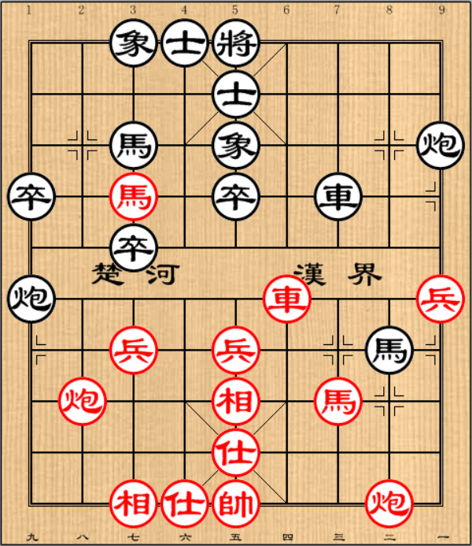 1 2 3 4 5 6 7 8 9
象 士 將
士
馬 象 炮
卒 馬 卒 車
卒
楚河 漢界
炮 車 兵
兵 兵 馬
炮 相 馬
仕
相 仕 帥 炮
九 八 七 六 五 四 三 二 一